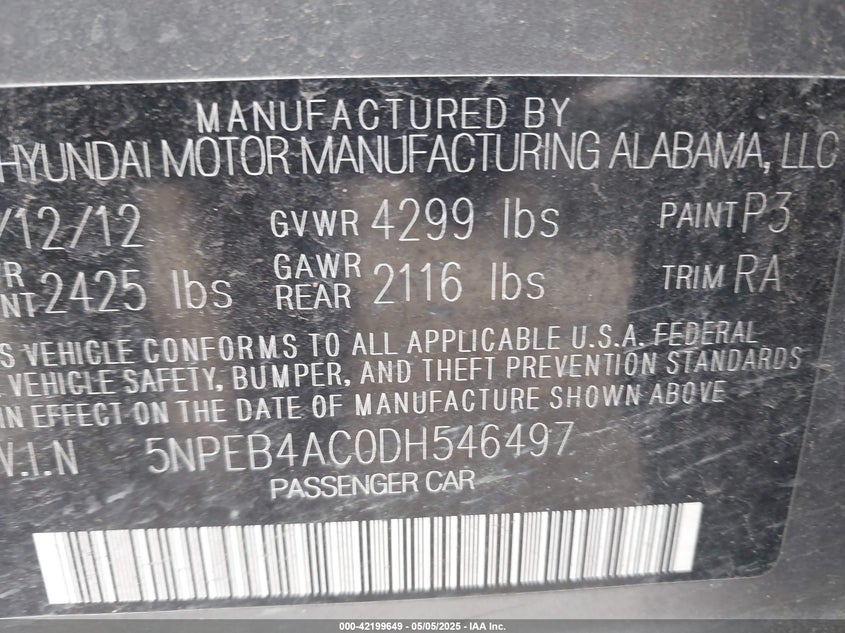 MANUFACTURED BY
HYUNDAI MOTOR MANUFACTURING ALABAMA, LLC
/12/12 GVWR 4299 lbs PAINT P3
R
NT 2425 lbs GAWR REAR 2116 lbs TRIM RA
S VEHICLE CONFORMS TO ALL APPLICABLE U.S.A. FEDERAL
VEHICLE SAFETY, BUMPER, AND THEFT PREVENTION STANDARDS
IN EFFECT ON THE DATE OF MANUFACTURE SHOWN ABOVE
V.I.N 5NPEB4AC0DH546497
PASSENGER CAR
000-42199649 - 05/05/2025 - IAA Inc.